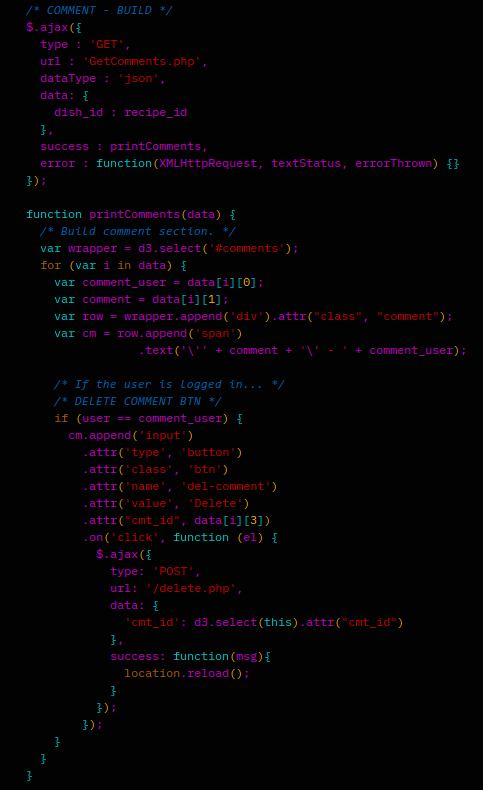 /* COMMENT - BUILD */
$.ajax({
  type : 'GET',
  url : 'GetComments.php',
  dataType : 'json',
  data: {
    dish_id : recipe_id
  },
  success : printComments,
  error : function(XMLHttpRequest, textStatus, errorThrown) {}
});

function printComments(data) {
  /* Build comment section. */
  var wrapper = d3.select('#comments');
  for (var i in data) {
    var comment_user = data[i][0];
    var comment = data[i][1];
    var row = wrapper.append('div').attr("class", "comment");
    var cm = row.append('span')
                .text('\'' + comment + '\' - ' + comment_user);

    /* If the user is logged in... */
    /* DELETE COMMENT BTN */
    if (user == comment_user) {
      cm.append('input')
        .attr('type', 'button')
        .attr('class', 'btn')
        .attr('name', 'del-comment')
        .attr('value', 'Delete')
        .attr("cmt_id", data[i][3])
        .on('click', function (el) {
          $.ajax({
            type: 'POST',
            url: '/delete.php',
            data: {
              'cmt_id': d3.select(this).attr("cmt_id")
            },
            success: function(msg){
              location.reload();
            }
          });
        });
    }
  }
}